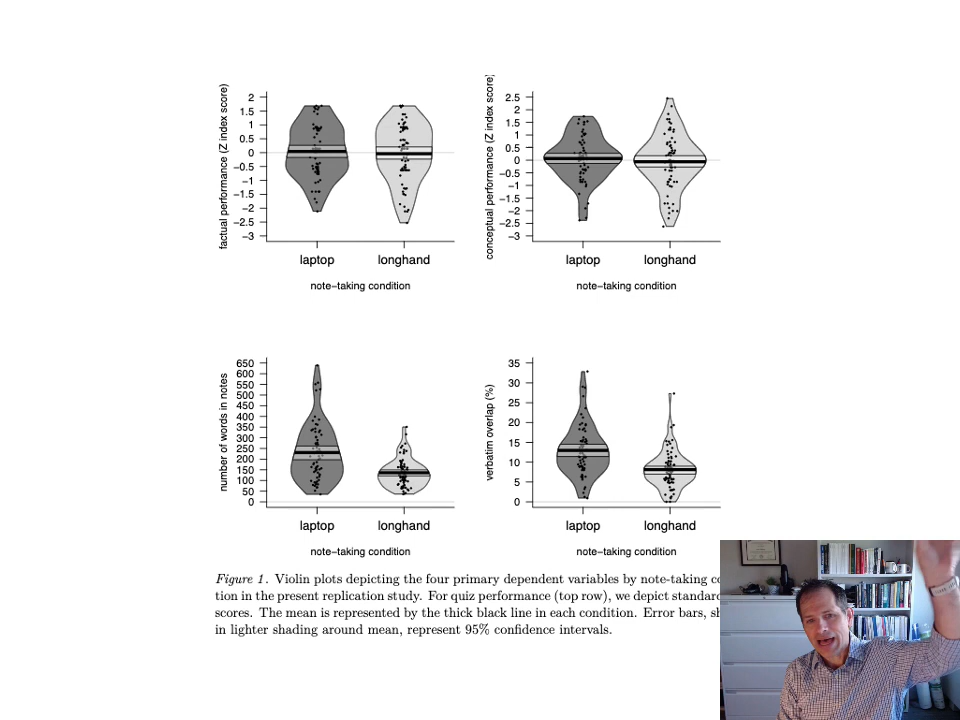 factual performance (Z index score)
2
1.5
1
0.5
0
−0.5
−1
−1.5
−2
−2.5
−3
laptop longhand
note−taking condition
conceptual performance (Z index score)
2.5
2
1.5
1
0.5
0
−0.5
−1
−1.5
−2
−2.5
−3
laptop longhand
note−taking condition
number of words in notes
650
600
550
500
450
400
350
300
250
200
150
100
50
0
laptop longhand
note−taking condition
verbatim overlap (%)
35
30
25
20
15
10
5
0
laptop longhand
note−taking condition
Figure 1. Violin plots depicting the four primary dependent variables by note-taking
tion in the present replication study. For quiz performance (top row), we depict
scores. The mean is represented by the thick black line in each condition. Error bars,
in lighter shading around mean, represent 95% confidence intervals.